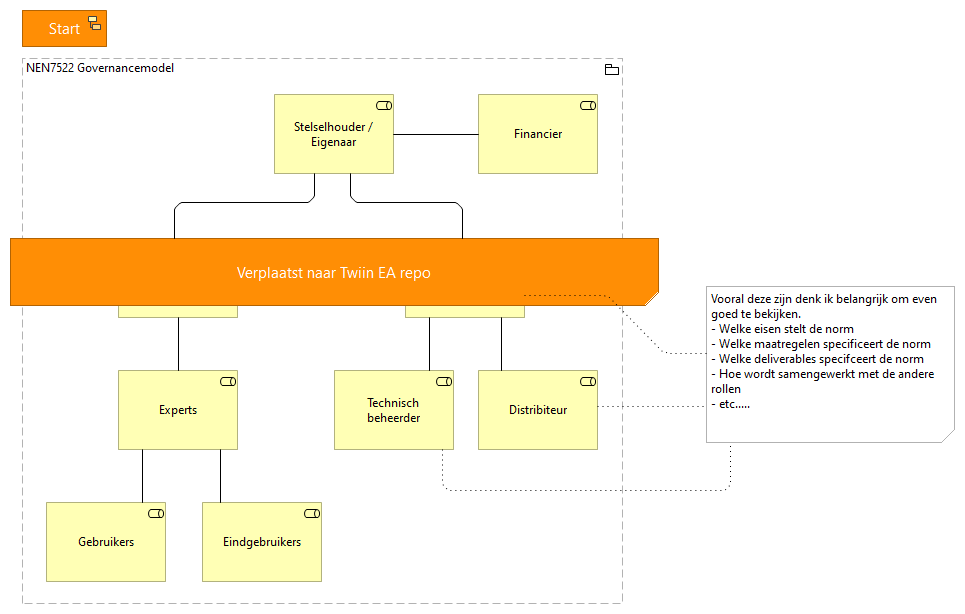 Start
NEN7522 Governancemodel
Stelselhouder /
Eigenaar
Financier
Verplaatst naar Twiin EA repo
Vooral deze zijn denk ik belangrijk om even
goed te bekijken.
- Welke eisen stelt de norm
- Welke maatregelen specificeert de norm
- Welke deliverables specifceert de norm
- Hoe wordt samengewerkt met de andere
rollen
- etc.....
Experts
Technisch
beheerder
Distribiteur
Gebruikers
Eindgebruikers